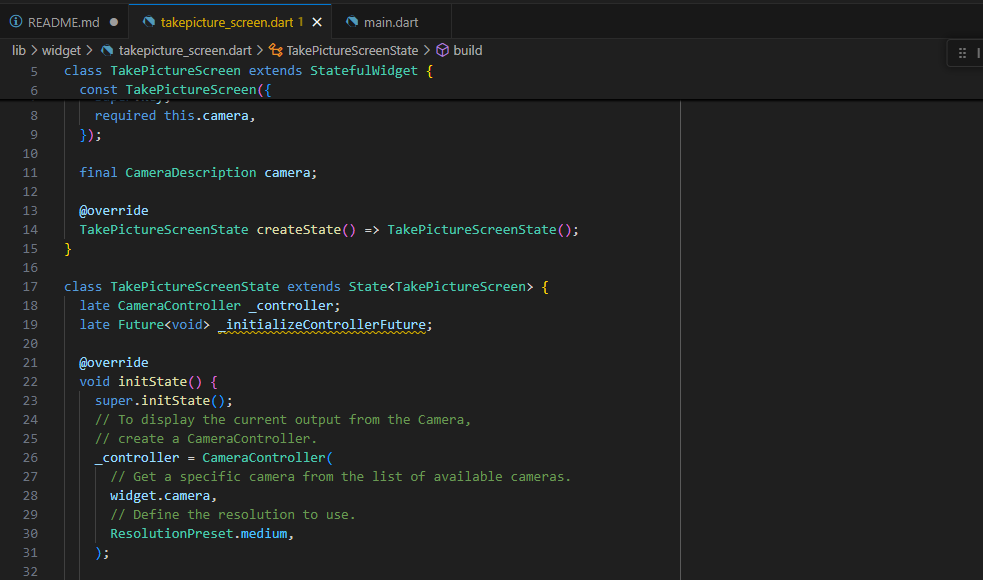 README.md
takepicture_screen.dart 1
main.dart
lib > widget > takepicture_screen.dart > TakePictureScreenState > build
5 class TakePictureScreen extends StatefulWidget {
6 const TakePictureScreen({
8 required this.camera,
9 });
10
11 final CameraDescription camera;
12
13 @override
14 TakePictureScreenState createState() => TakePictureScreenState();
15 }
16
17 class TakePictureScreenState extends State<TakePictureScreen> {
18 late CameraController _controller;
19 late Future<void> _initializeControllerFuture;
20
21 @override
22 void initState() {
23 super.initState();
24 // To display the current output from the Camera,
25 // create a CameraController.
26 _controller = CameraController(
27 // Get a specific camera from the list of available cameras.
28 widget.camera,
29 // Define the resolution to use.
30 ResolutionPreset.medium,
31 );
32